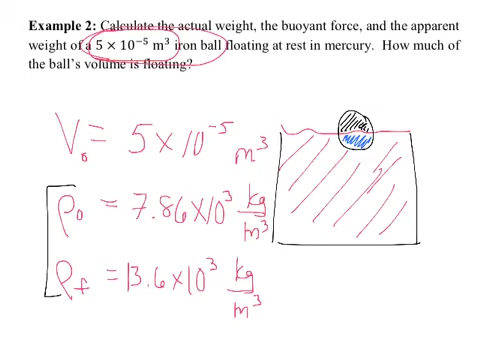 Example 2: Calculate the actual weight, the buoyant force, and the apparent
weight of a 5 × 10⁻⁵ m³ iron ball floating at rest in mercury. How much of
the ball's volume is floating?
V₀ = 5 × 10⁻⁵ m³
ρ₀ = 7.86 × 10³ kg/m³
ρf = 13.6 × 10³ kg/m³